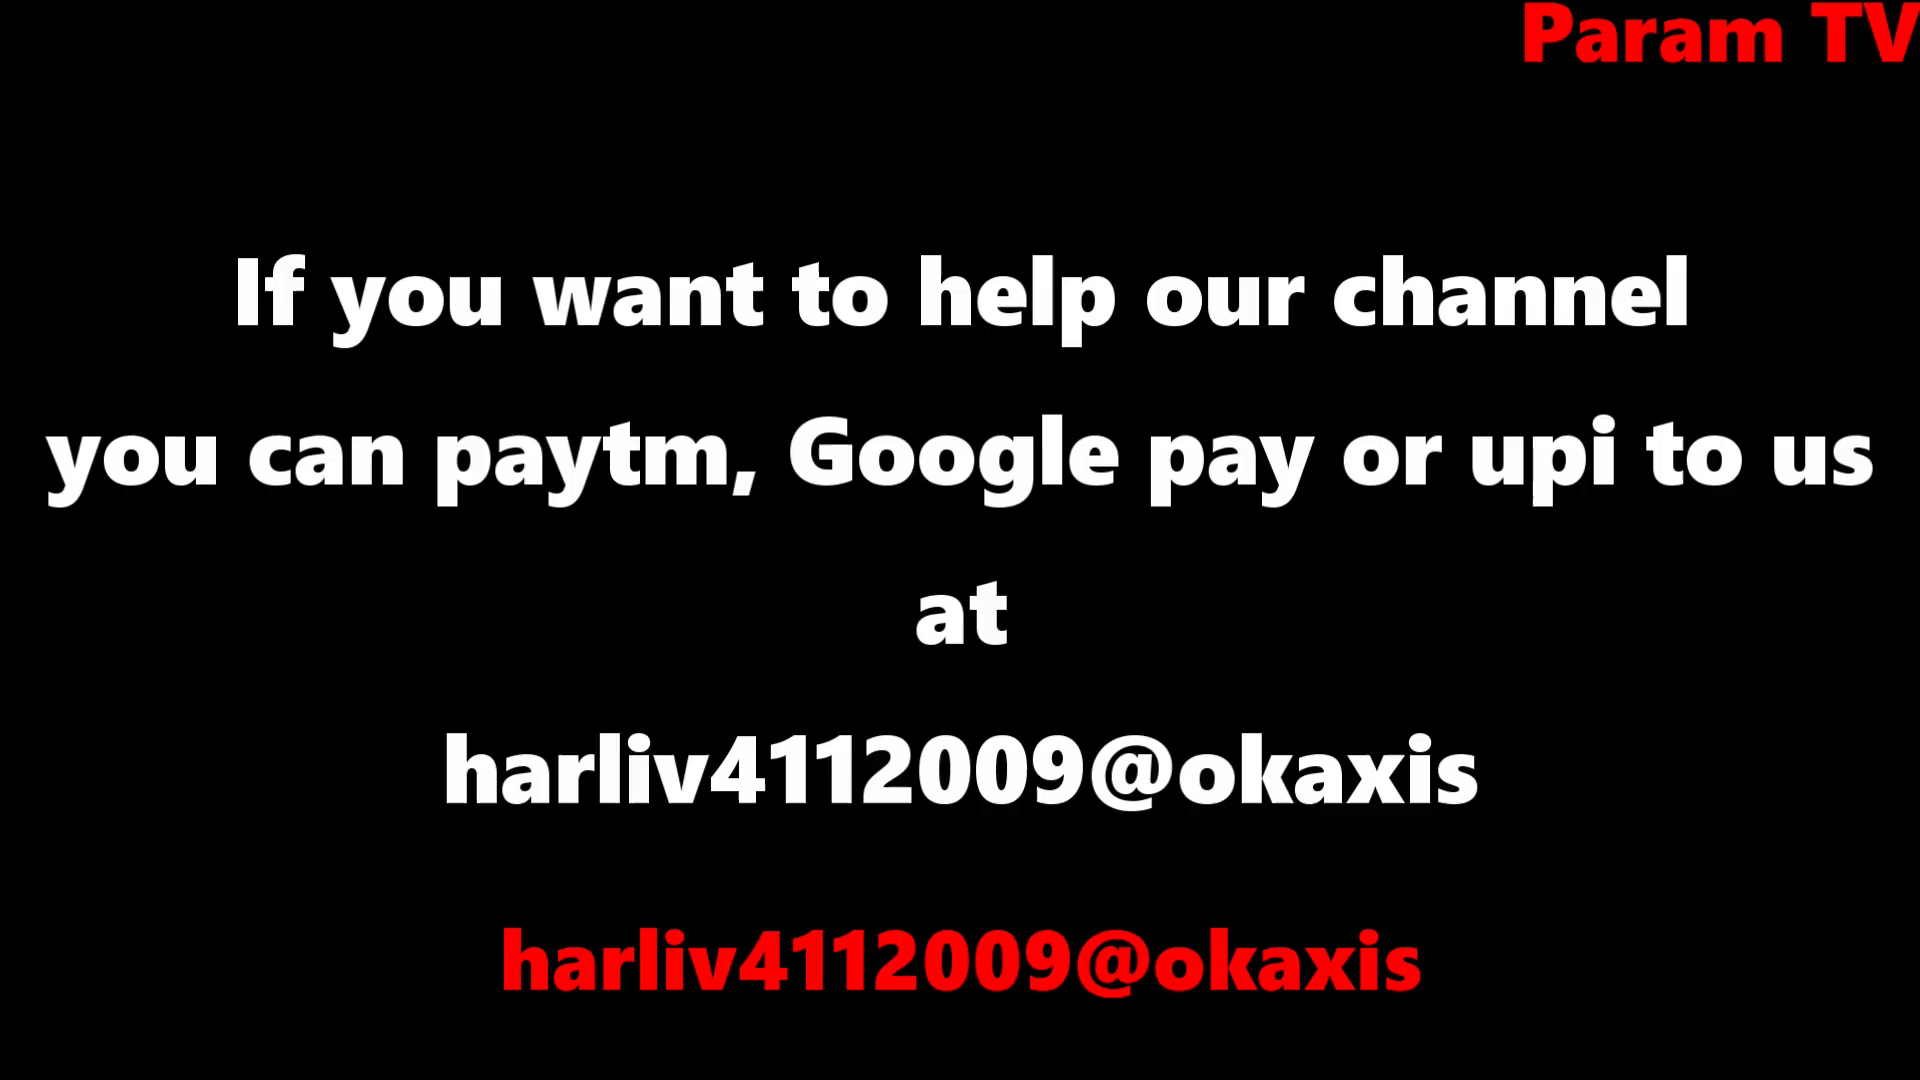 Param TV
If you want to help our channel
you can paytm, Google pay or upi to us
at
harliv4112009@okaxis
harliv4112009@okaxis